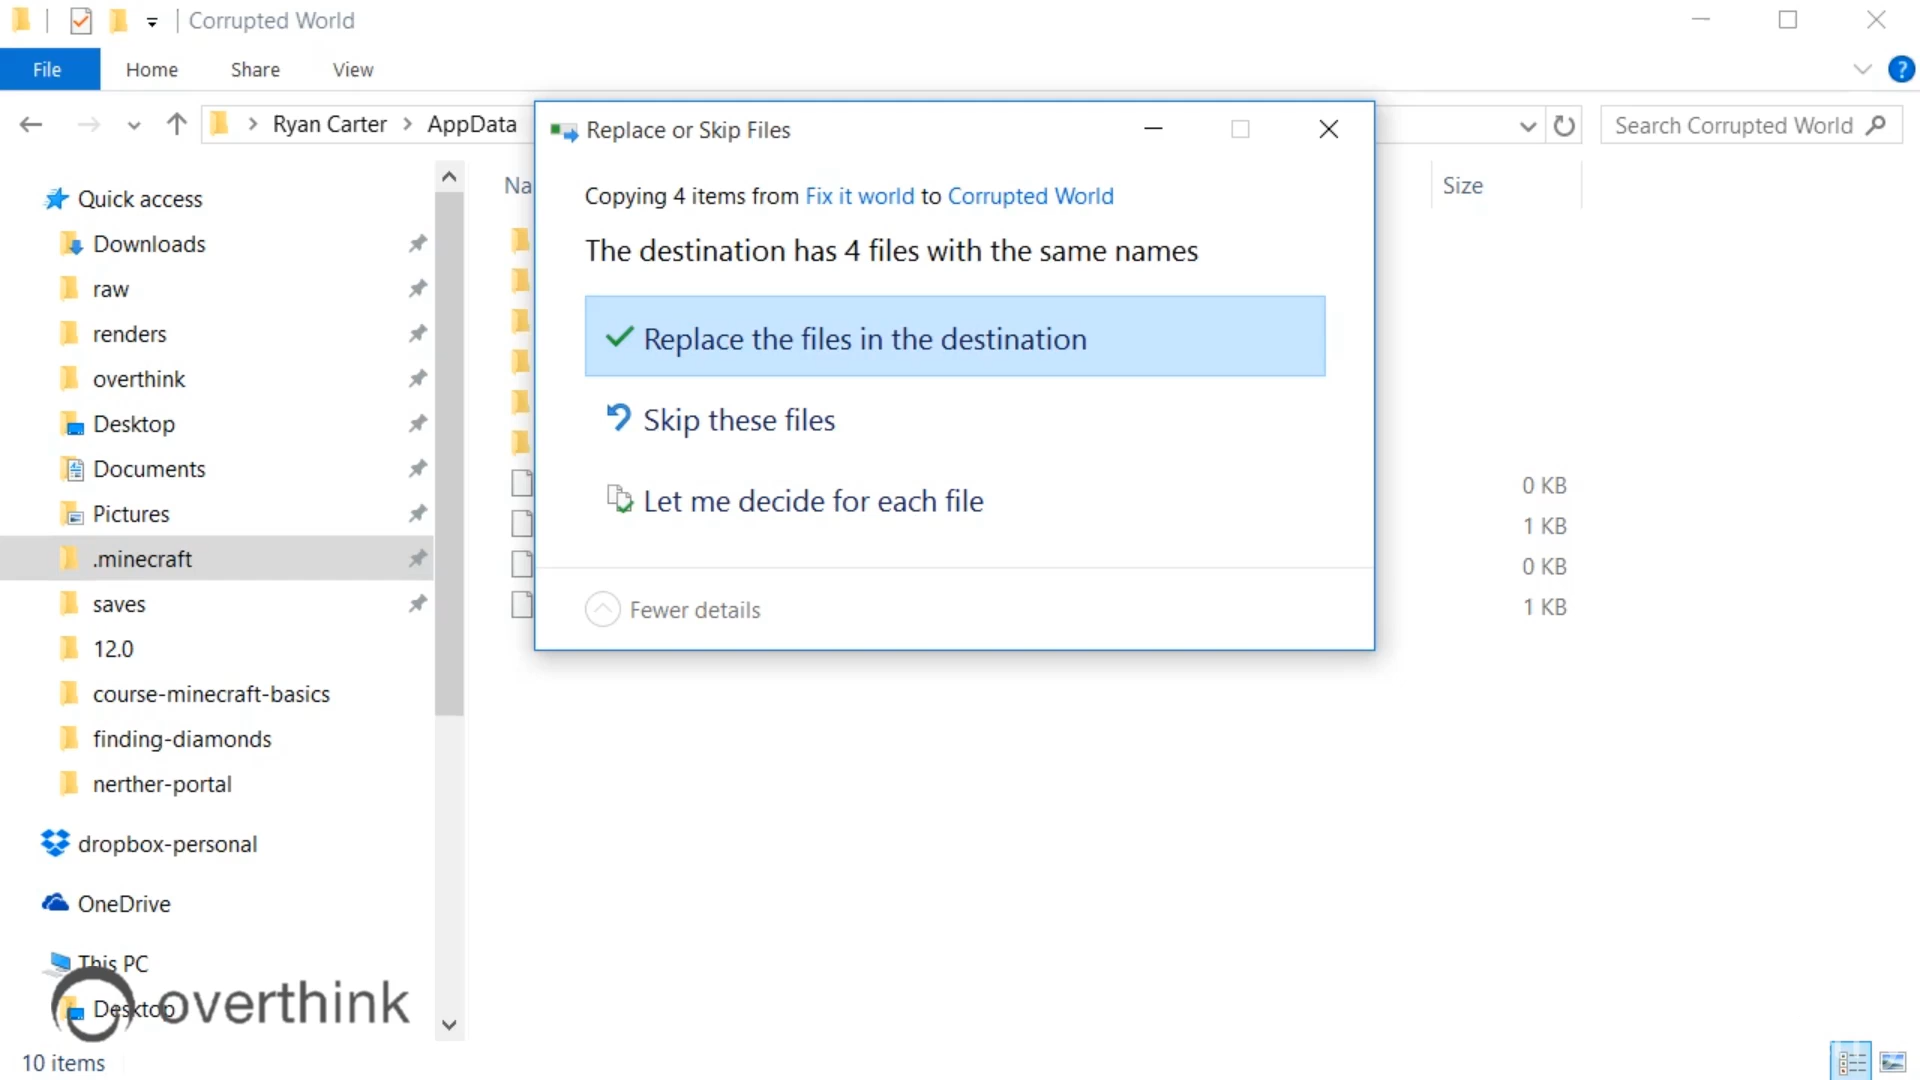 Corrupted World
File Home Share View
Ryan Carter AppData
Search Corrupted World
Replace or Skip Files
Copying 4 items from Fix it world to Corrupted World
The destination has 4 files with the same names
Replace the files in the destination
Skip these files
Let me decide for each file
Fewer details
Na
Size
0 KB
1 KB
0 KB
1 KB
Quick access
Downloads
raw
renders
overthink
Desktop
Documents
Pictures
.minecraft
saves
12.0
course-minecraft-basics
finding-diamonds
nerther-portal
dropbox-personal
OneDrive
This PC
Desktop
overthink
10 items